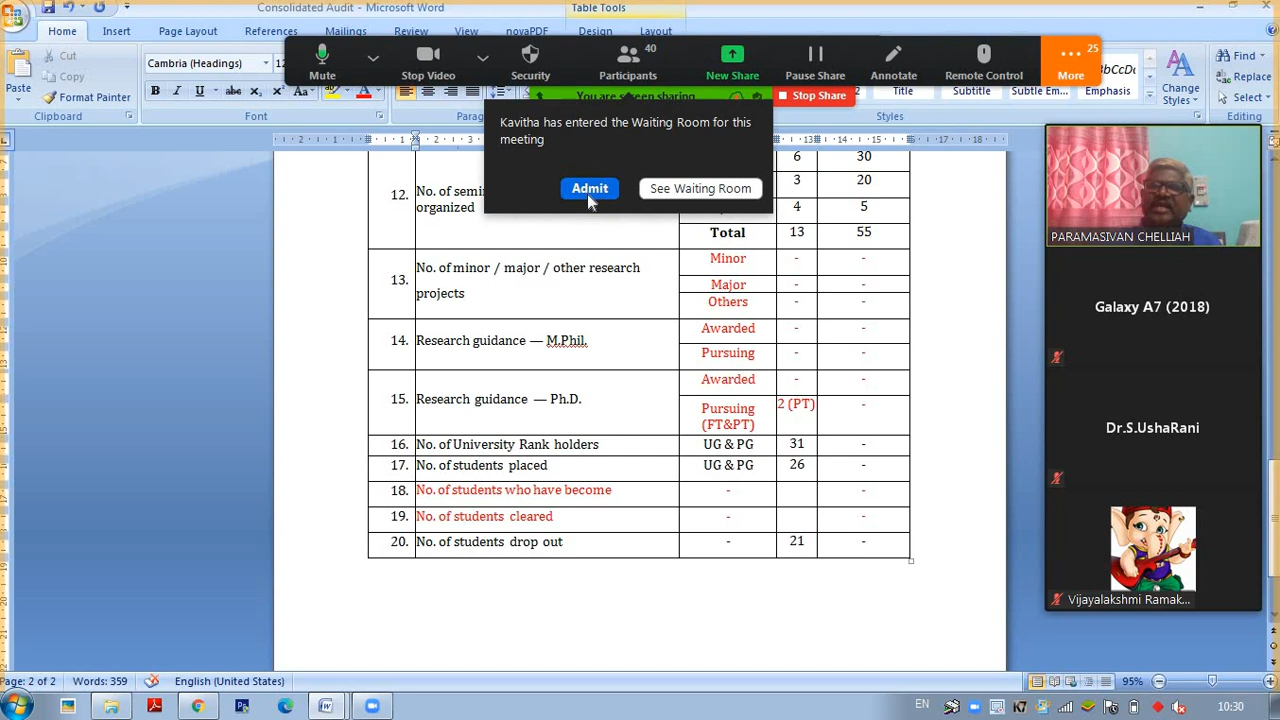 Consolidated Audit - Microsoft Word
Table Tools
Home Insert Page Layout References Mailings Review View novaPDF Design Layout
Cut
Copy
Format Painter
Paste
Clipboard
Cambria (Headings)
B I U
Font
Title Subtitle Subtle Em... Emphasis
Change
Styles
Find
Replace
Select
Editing
Mute
Stop Video
Security
Participants
40
New Share
Pause Share
Annotate
Remote Control
More
25
You are screen sharing
Stop Share
Kavitha has entered the Waiting Room for this
meeting
Admit
See Waiting Room
6 30
3 20
12. No. of
organized
4 5
Total 13 55
13. No. of minor / major / other research
projects
Minor - -
Major - -
Others - -
14. Research guidance — M.Phil.
Awarded - -
Pursuing - -
15. Research guidance — Ph.D.
Awarded - -
Pursuing
(FT&PT)
2 (PT) -
16. No. of University Rank holders UG & PG 31 -
17. No. of students placed UG & PG 26 -
18. No. of students who have become - - -
19. No. of students cleared - - -
20. No. of students drop out - 21 -
PARAMASIVAN CHELLIAH
Galaxy A7 (2018)
Dr.S.UshaRani
Vijayalakshmi Ramak...
Page: 2 of 2
Words: 359
English (United States)
95%
EN
10:30